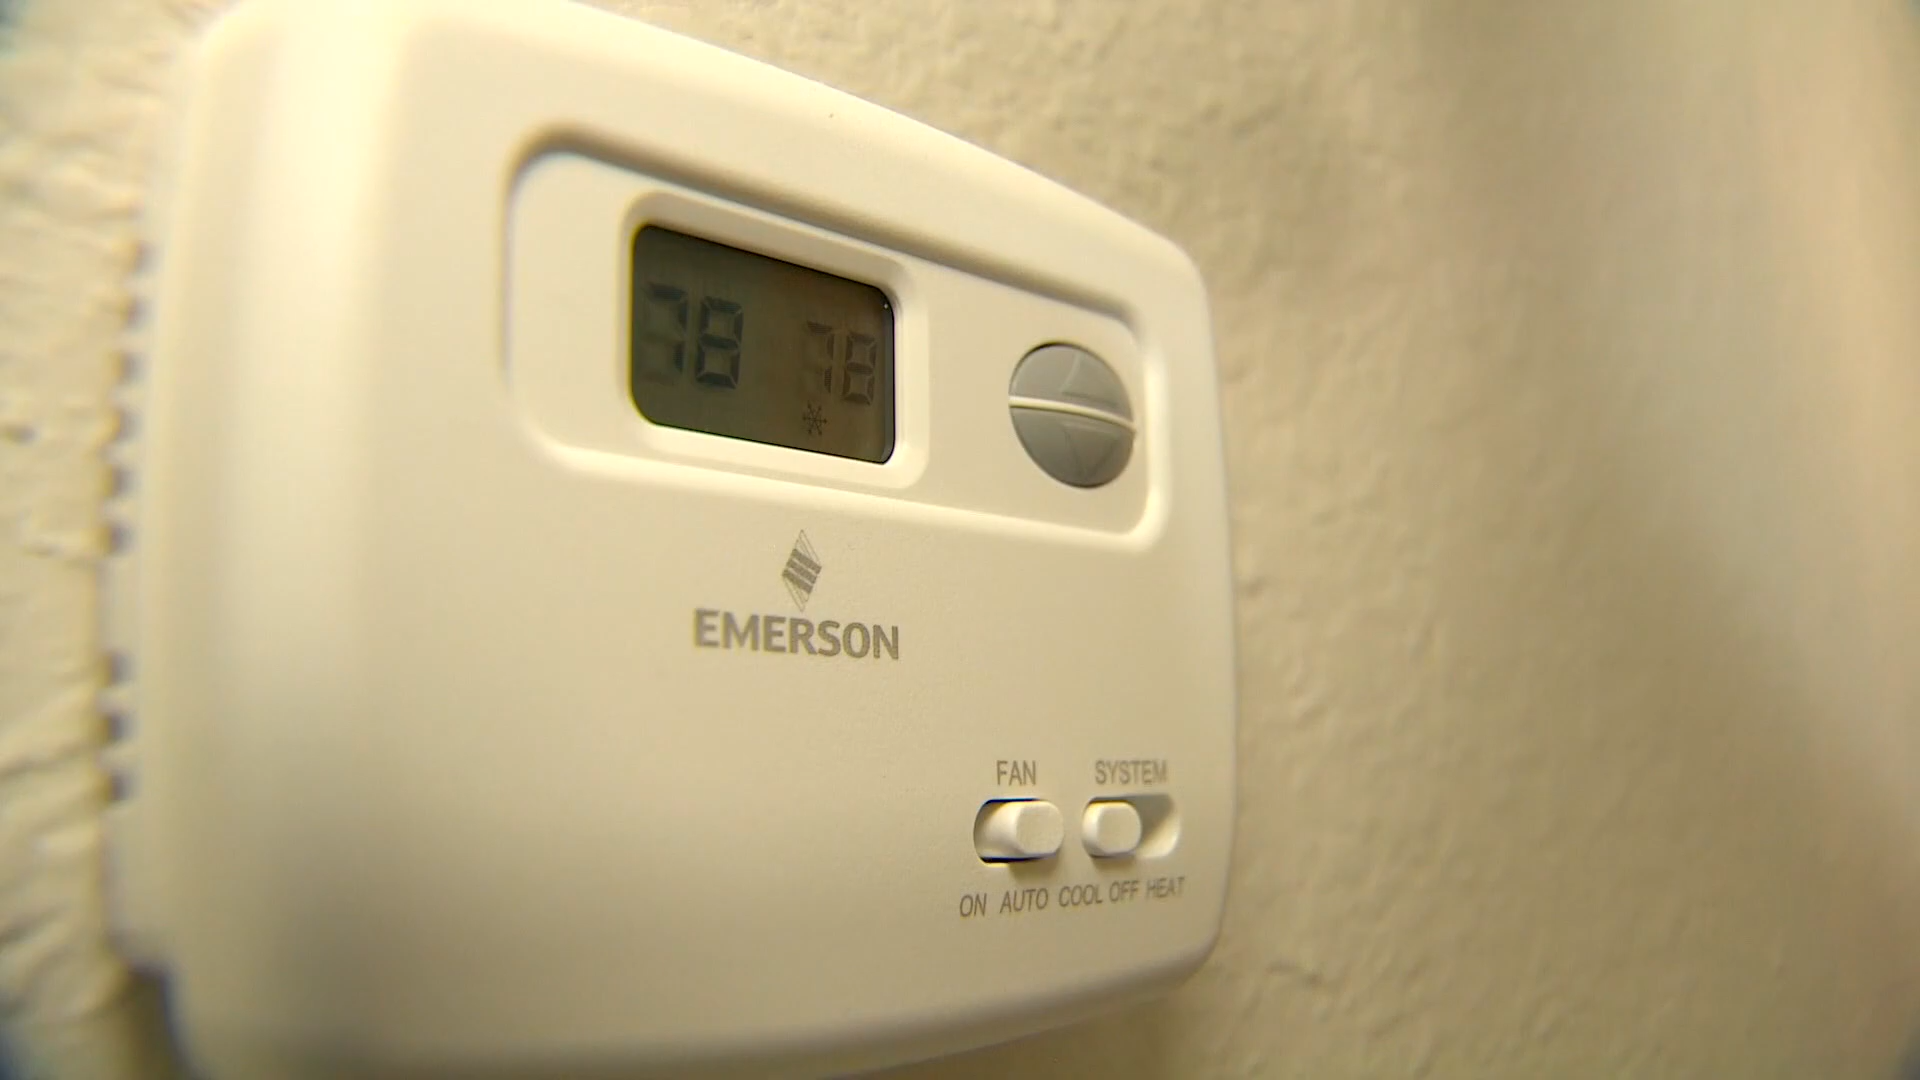 78 78
EMERSON
FAN SYSTEM
ON AUTO COOL OFF HEAT